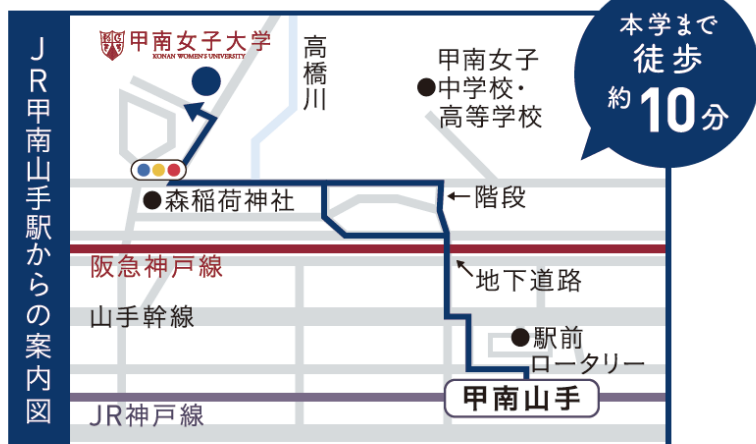 JR甲南山手駅からの案内図
甲南女子大学
KONAN WOMEN'S UNIVERSITY
高橋川
甲南女子
中学校・
高等学校
本学まで
徒歩
約10分
森稲荷神社
←階段
阪急神戸線
地下道路
山手幹線
駅前
ロータリー
甲南山手
JR神戸線